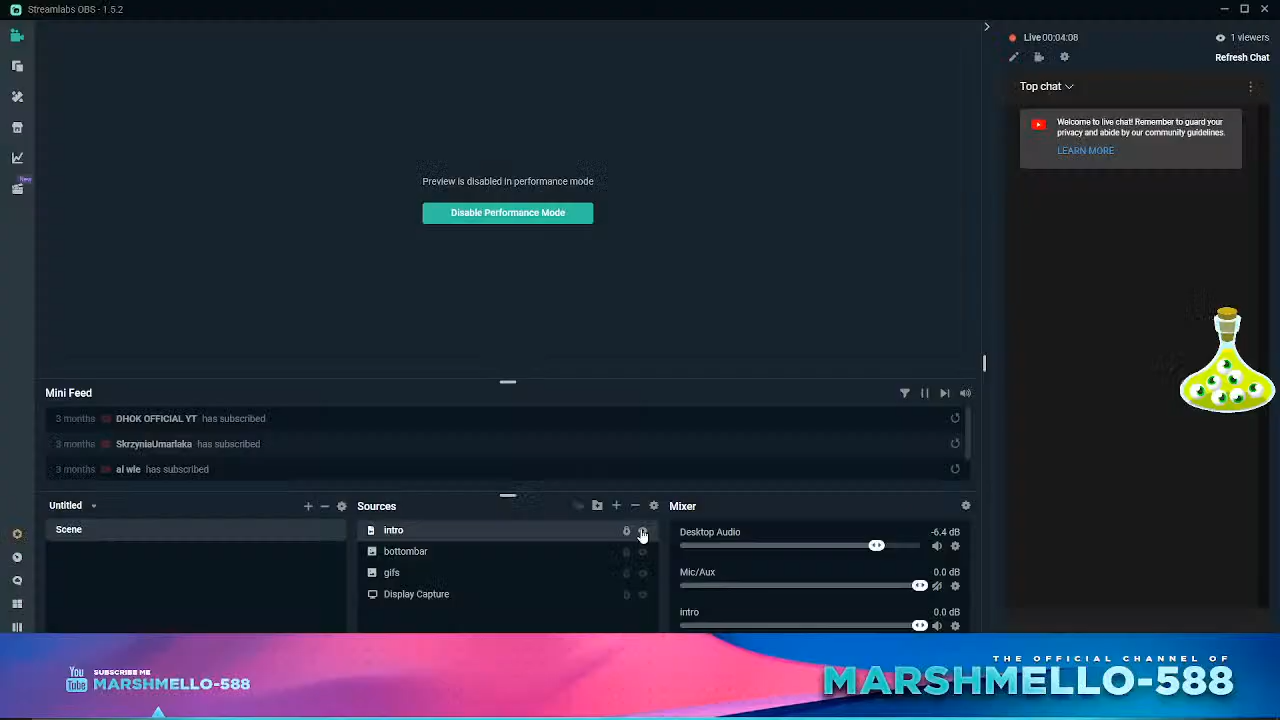 Streamlabs OBS - 1.5.2
Live 00:04:08
1 viewers
Refresh Chat
Top chat
Welcome to live chat! Remember to guard your
privacy and abide by our community guidelines.
LEARN MORE
New
Preview is disabled in performance mode
Disable Performance Mode
Mini Feed
3 months DHOK OFFICIAL YT has subscribed
3 months SkrzyniaUmarlaka has subscribed
3 months al wle has subscribed
Untitled
Scene
Sources
intro
bottombar
gifs
Display Capture
Mixer
Desktop Audio -6.4 dB
Mic/Aux 0.0 dB
intro 0.0 dB
You
Tube
SUBSCRIBE ME
MARSHMELLO-588
THE OFFICIAL CHANNEL OF
MARSHMELLO-588